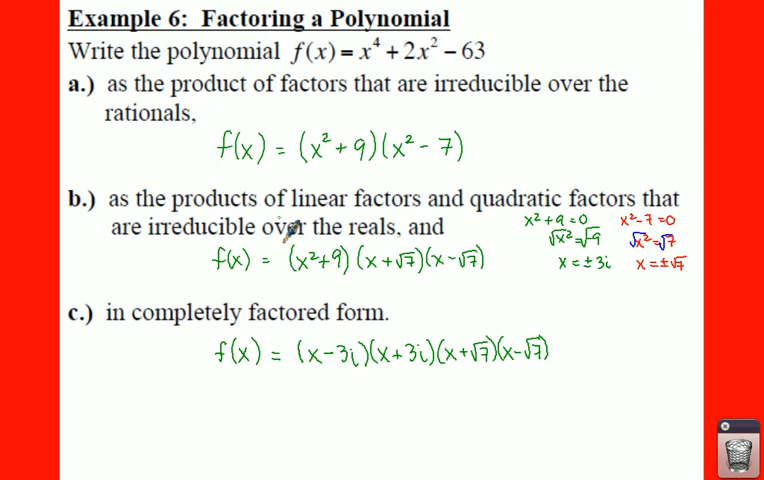 Example 6:  Factoring a Polynomial
Write the polynomial f(x) = x⁴ + 2x² − 63
a.) as the product of factors that are irreducible over the
rationals,
f(x) = (x² + 9)(x² − 7)
b.) as the products of linear factors and quadratic factors that
are irreducible over the reals, and
x² + 9 = 0
√x² = √−9
x = ± 3i
x² − 7 = 0
√x² = √7
x = ± √7
f(x) = (x² + 9)(x + √7)(x − √7)
c.) in completely factored form.
f(x) = (x − 3i)(x + 3i)(x + √7)(x − √7)